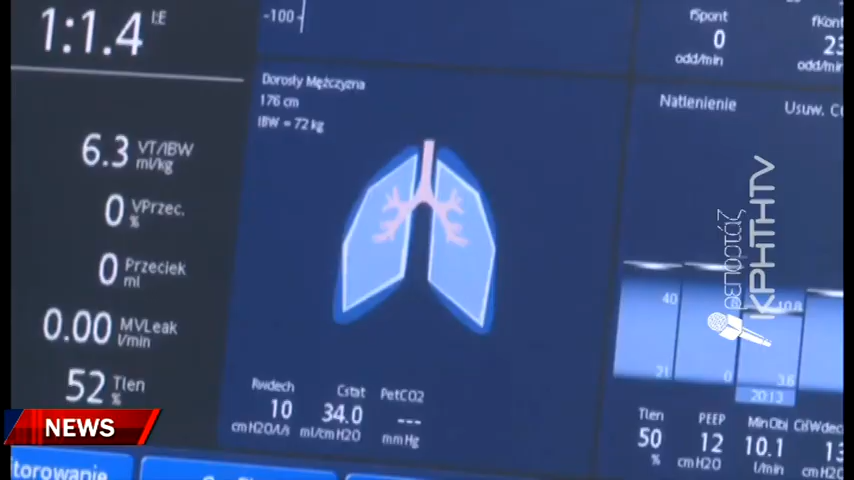 1:1.4 I:E
-100
fSpont
0
odd/min
23
odd/min
Dorosły Mężczyzna
176 cm
IBW = 72 kg
Natlenienie
Usuw.
6.3 VT/IBW
ml/kg
0 VPrzec.
%
0 Przeciek
ml
0.00 MVLeak
l/min
52 Tlen
%
ρεπορτάζ
ΚΡΗΤΗTV
40
10.8
21
0
3.6
20:13
Rwdech
10
cmH2O/l/s
Cstat
34.0
ml/cmH2O
PetCO2
---
mmHg
Tlen
50
%
PEEP
12
cmH2O
MinObj
10.1
l/min
NEWS